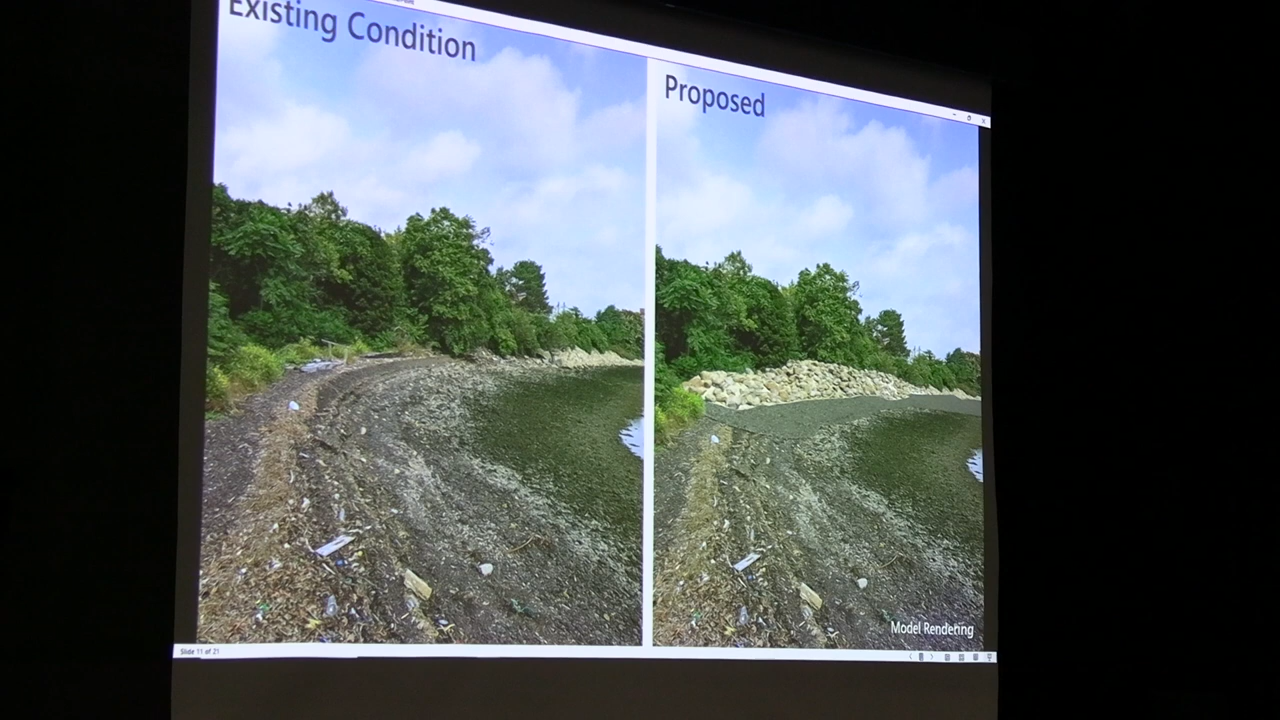 Existing Condition
Proposed
Model Rendering
Slide 11 of 21